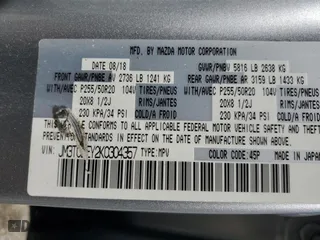 MFD. BY MAZDA MOTOR CORPORATION
DATE 08/18 GVWR/PNBV 5816 LB 2638 KG
FRONT GAWR/PNBE AV 2736 LB 1241 KG REAR GAWR/PNBE AR 3159 LB 1433 KG
WITH/AVEC P255/50R20 104V TIRES/PNEUS WITH/AVEC P255/50R20 104V TIRES/PNEUS
20X8 1/2J RIMS/JANTES 20X8 1/2J RIMS/JANTES
230 KPA/34 PSI COLD/A FROID 230 KPA/34 PSI COLD/A FROID
TO ALL APPLICABLE FEDERAL MOTOR VEHICLE SAFETY
THEFT PREVENTION STANDARDS IN EFFECT ON THE DATE OF MANUFACTURE
VIN: TYPE: MPV
COLOR CODE: 45P MADE IN JAPAN